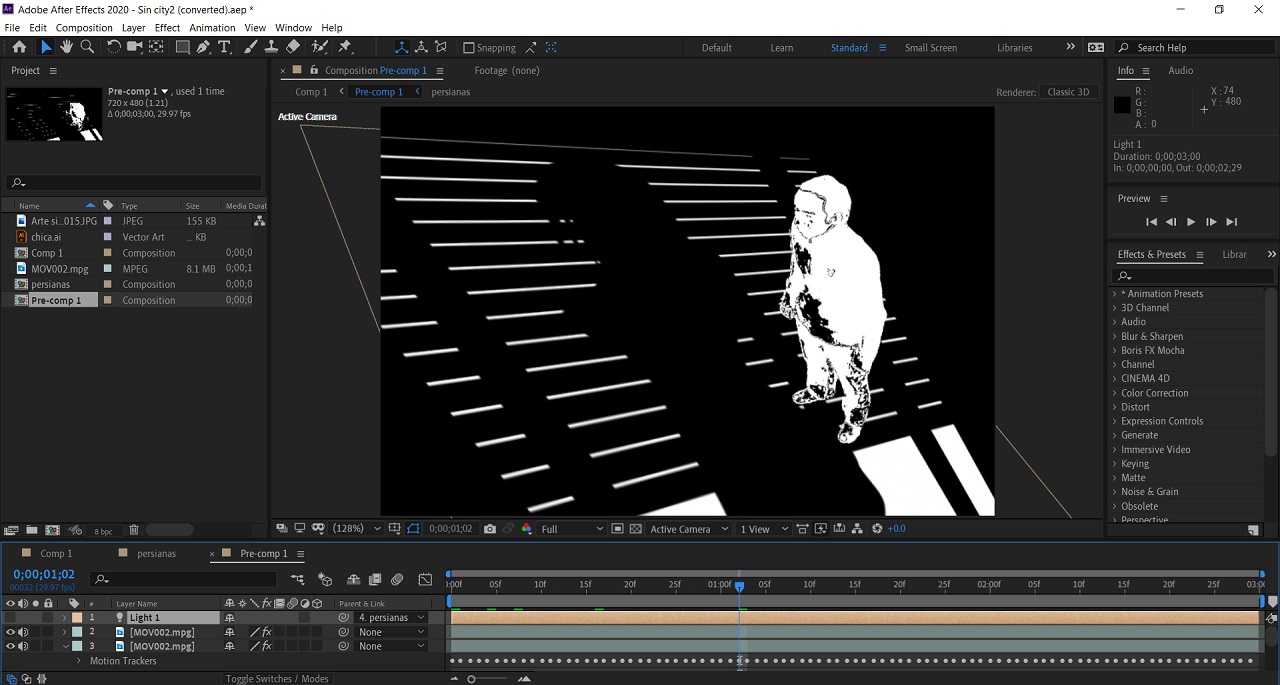 Adobe After Effects 2020 - Sin city2 (converted).aep *
File Edit Composition Layer Effect Animation View Window Help
Snapping Default Learn Standard Small Screen Libraries Search Help
Project
Composition Pre-comp 1 Footage (none)
Info Audio
Pre-comp 1 , used 1 time
720 x 480 (1.21)
Δ 0;00;03;00, 29.97 fps
Comp 1 Pre-comp 1 persianas Renderer: Classic 3D
Active Camera
R :
G :
B :
A : 0
X : 74
Y : 480
Light 1
Duration: 0;00;03;00
In: 0;00;00;00, Out: 0;00;02;29
Preview
Name Type Size Media Durat
Arte si...015.JPG JPEG 155 KB
chica.ai Vector Art ... KB
Comp 1 Composition 0;00;0
MOV002.mpg MPEG 8.1 MB 0;00;1
persianas Composition 0;00;0
Pre-comp 1 Composition 0;00;0
Effects & Presets Librar
* Animation Presets
3D Channel
Audio
Blur & Sharpen
Boris FX Mocha
Channel
CINEMA 4D
Color Correction
Distort
Expression Controls
Generate
Immersive Video
Keying
Matte
Noise & Grain
Obsolete
Perspective
8 bpc
(128%) 0;00;01;02 Full Active Camera 1 View +0.0
Comp 1 persianas Pre-comp 1
0;00;01;02
00032 (29.97 fps)
0:00f 05f 10f 15f 20f 25f 01:00f 05f 10f 15f 20f 25f 02:00f 05f 10f 15f 20f 25f 03:00
# Layer Name Parent & Link
1 Light 1 4. persianas
2 [MOV002.mpg] None
3 [MOV002.mpg] None
Motion Trackers
Toggle Switches / Modes